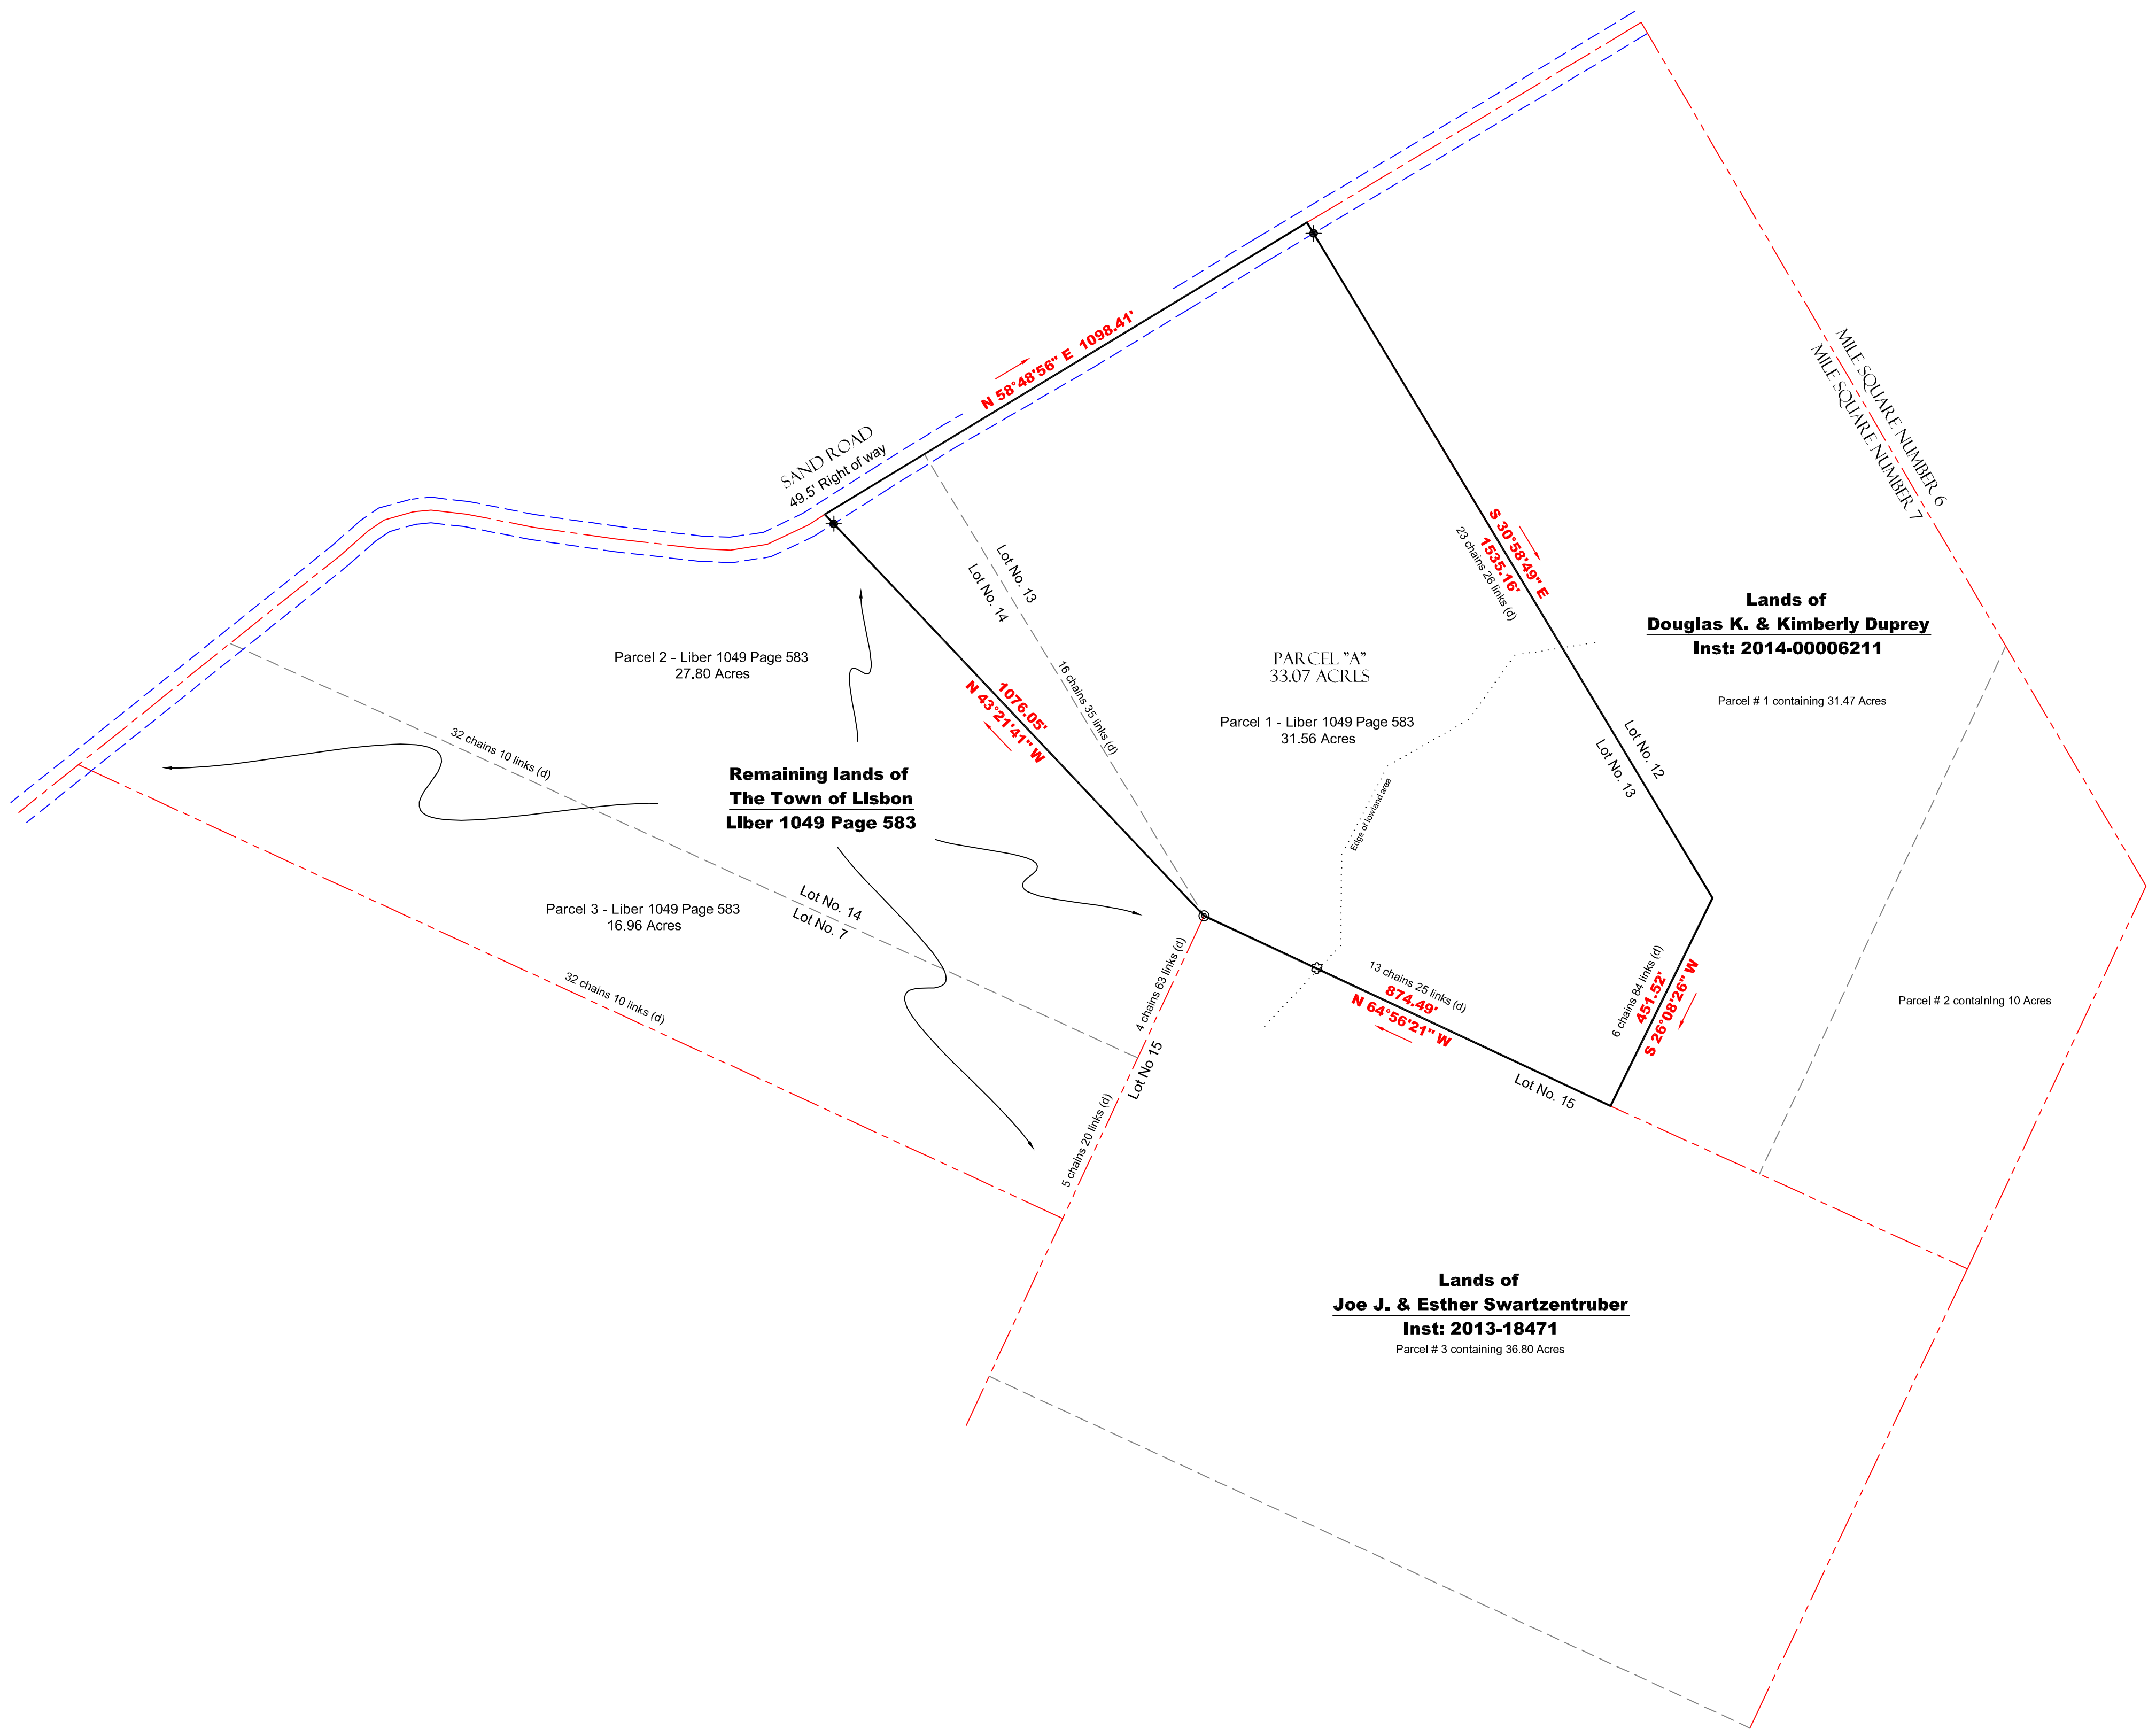 MILE SQUARE NUMBER 6
MILE SQUARE NUMBER 7
N 58°48'56" E 1098.41'
SAND ROAD
49.5' Right of way
Lot No. 13
Lot No. 14
16 chains 35 links (d)
S 30°58'49" E
1535.16'
23 chains 26 links (d)
Lands of
Douglas K. & Kimberly Duprey
Inst: 2014-00006211
Parcel # 1 containing 31.47 Acres
PARCEL "A"
33.07 ACRES
Parcel 1 - Liber 1049 Page 583
31.56 Acres
Parcel 2 - Liber 1049 Page 583
27.80 Acres
1076.05'
N 43°21'41" W
Lot No. 12
Lot No. 13
32 chains 10 links (d)
Remaining lands of
The Town of Lisbon
Liber 1049 Page 583
Edge of lowland area
Lot No. 14
Lot No. 7
Parcel 3 - Liber 1049 Page 583
16.96 Acres
32 chains 10 links (d)
4 chains 63 links (d)
13 chains 25 links (d)
874.49'
N 64°56'21" W
6 chains 84 links (d)
451.52'
S 26°08'26" W
Parcel # 2 containing 10 Acres
Lot No 15
Lot No. 15
5 chains 20 links (d)
Lands of
Joe J. & Esther Swartzentruber
Inst: 2013-18471
Parcel # 3 containing 36.80 Acres